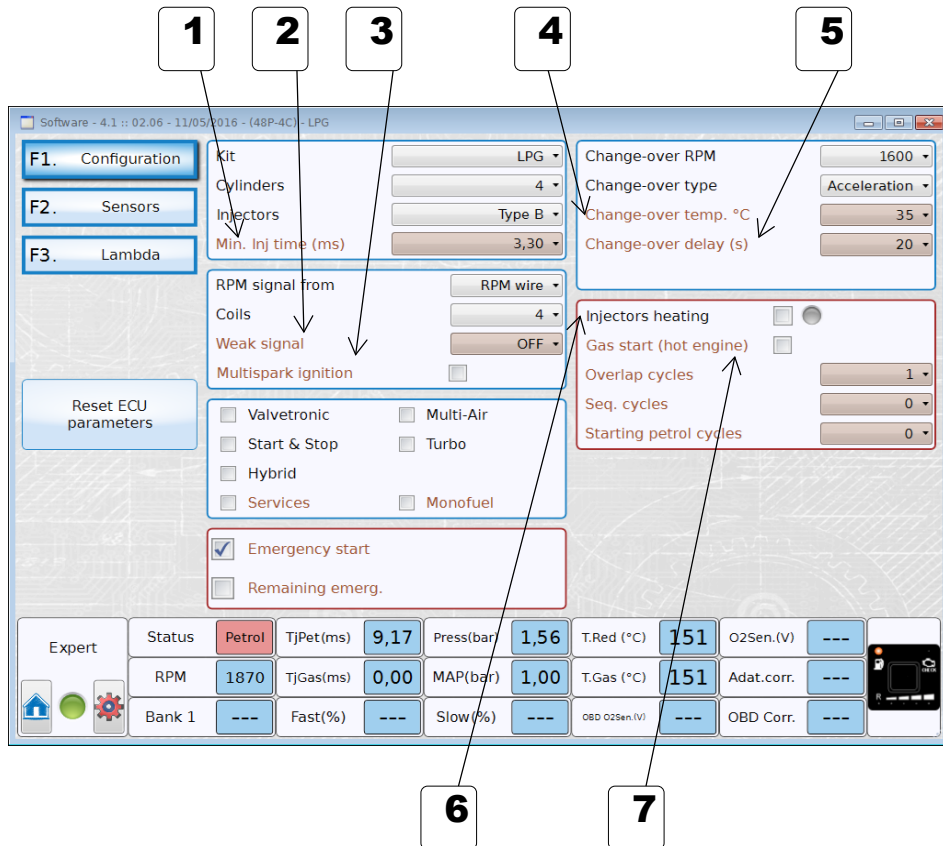 1 2 3 4 5
Software - 4.1 :: 02.06 - 11/05/2016 - (48P-4C) - LPG
F1. Configuration
F2. Sensors
F3. Lambda
Reset ECU
parameters
Kit LPG
Cylinders 4
Injectors Type B
Min. Inj time (ms) 3,30
RPM signal from RPM wire
Coils 4
Weak signal OFF
Multispark ignition
Valvetronic Multi-Air
Start & Stop Turbo
Hybrid
Services Monofuel
Emergency start
Remaining emerg.
Change-over RPM 1600
Change-over type Acceleration
Change-over temp. °C 35
Change-over delay (s) 20
Injectors heating
Gas start (hot engine)
Overlap cycles 1
Seq. cycles 0
Starting petrol cycles 0
Expert
Status Petrol TjPet(ms) 9,17 Press(bar) 1,56 T.Red (°C) 151 O2Sen.(V) ---
RPM 1870 TjGas(ms) 0,00 MAP(bar) 1,00 T.Gas (°C) 151 Adat.corr. ---
Bank 1 --- Fast(%) --- Slow(%) --- OBD O2Sen.(V) --- OBD Corr. ---
CHECK
R
6 7